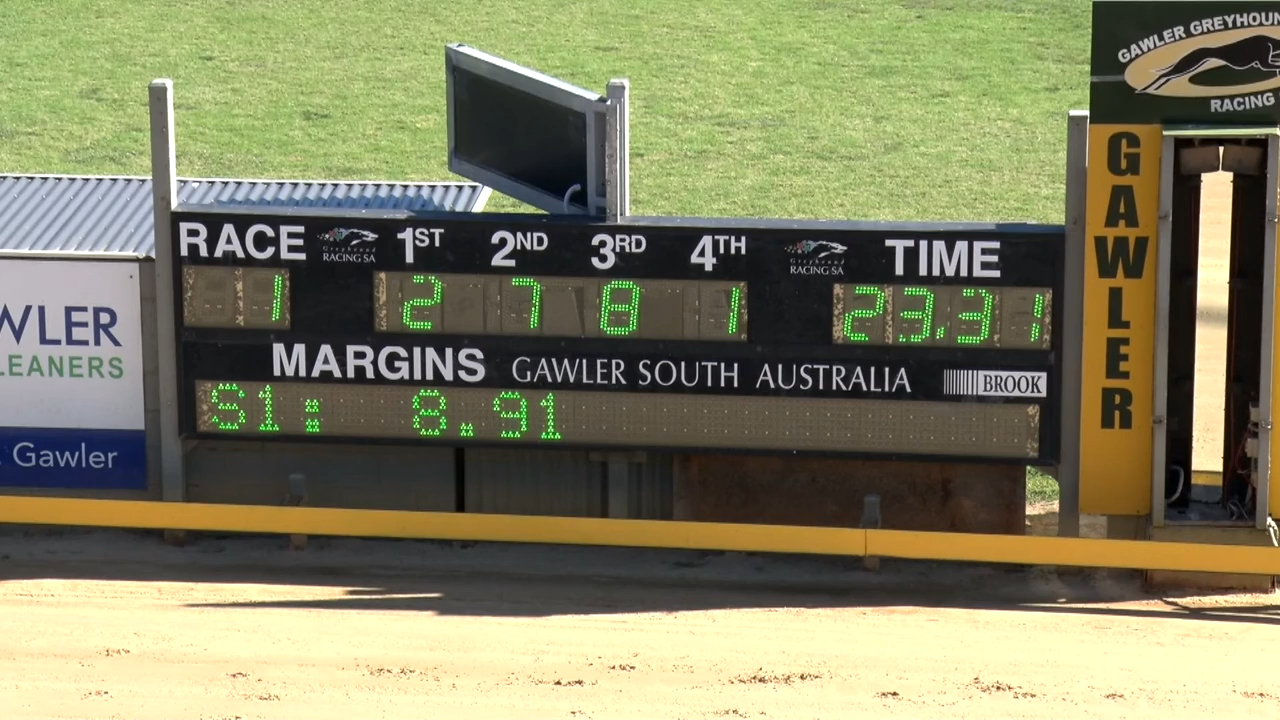 GAWLER GREYHOUN
RACING
GAWLER
RACE 1ST 2ND 3RD 4TH TIME
Greyhound RACING SA
Greyhound RACING SA
1 2 7 8 1 23.31
MARGINS GAWLER SOUTH AUSTRALIA BROOK
S1: 8.91
WLER
LEANERS
Gawler